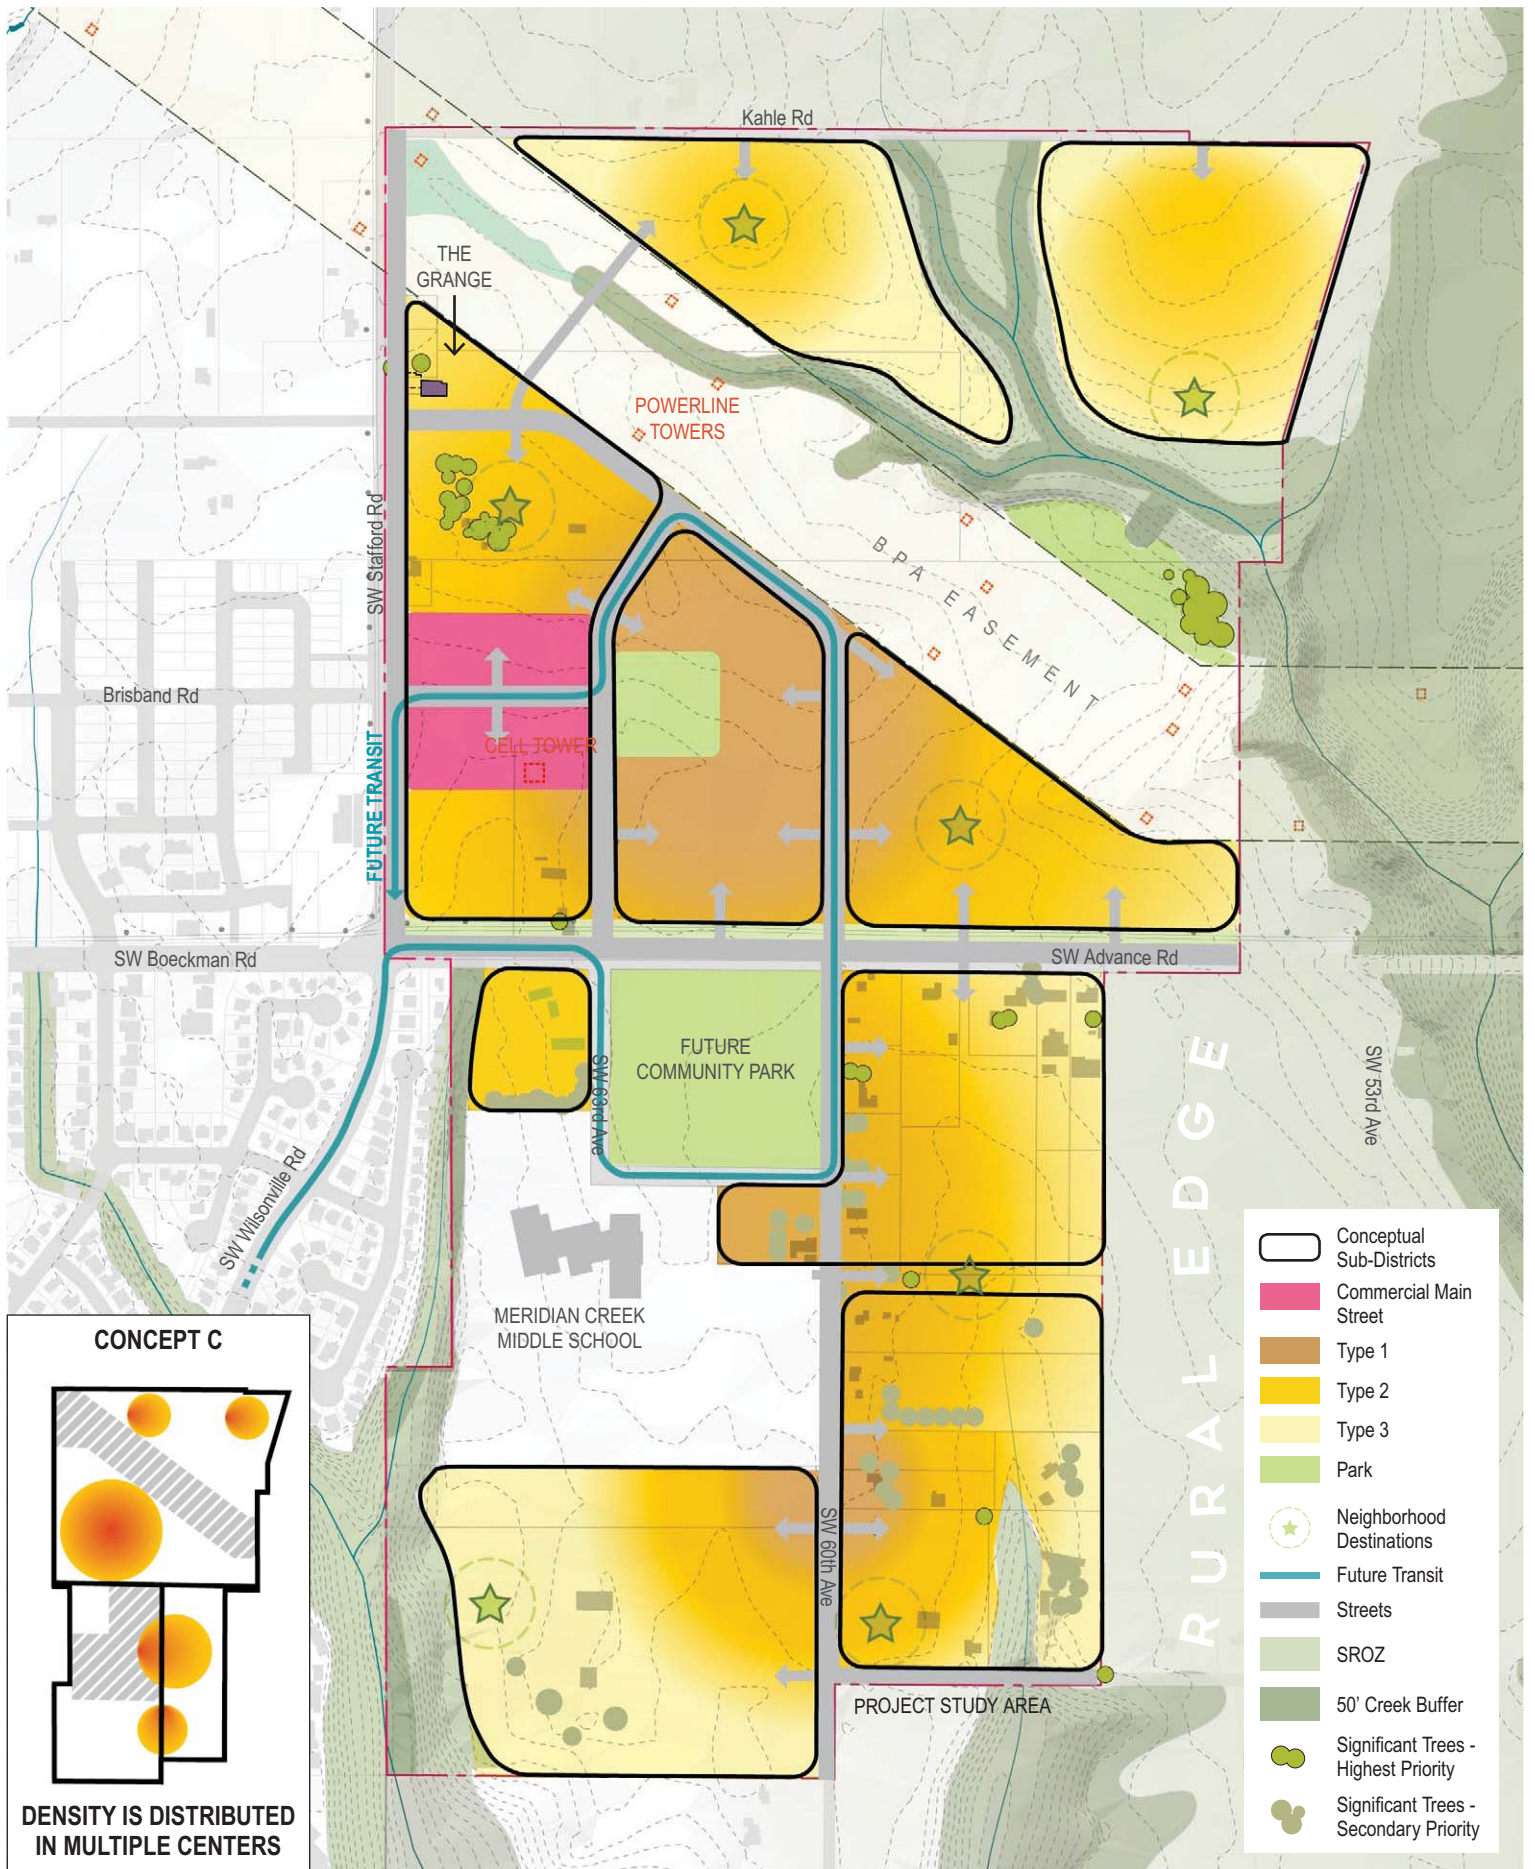 Kahle Rd
THE
GRANGE
POWERLINE
TOWERS
SW Stafford Rd
BPA EASEMENT
Brisband Rd
CELL TOWER
FUTURE TRANSIT
SW Boeckman Rd
SW Advance Rd
FUTURE
COMMUNITY PARK
SW 63rd Ave
SW 53rd Ave
RURAL EDGE
SW Wilsonville Rd
MERIDIAN CREEK
MIDDLE SCHOOL
SW 60th Ave
PROJECT STUDY AREA
CONCEPT C
DENSITY IS DISTRIBUTED
IN MULTIPLE CENTERS
Conceptual
Sub-Districts
Commercial Main
Street
Type 1
Type 2
Type 3
Park
Neighborhood
Destinations
Future Transit
Streets
SROZ
50' Creek Buffer
Significant Trees -
Highest Priority
Significant Trees -
Secondary Priority